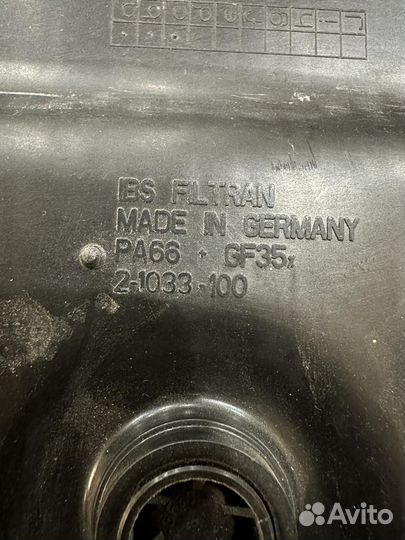 IBS FILTRAN
MADE IN GERMANY
PA66 + GF35%
2-1033-100
Avito